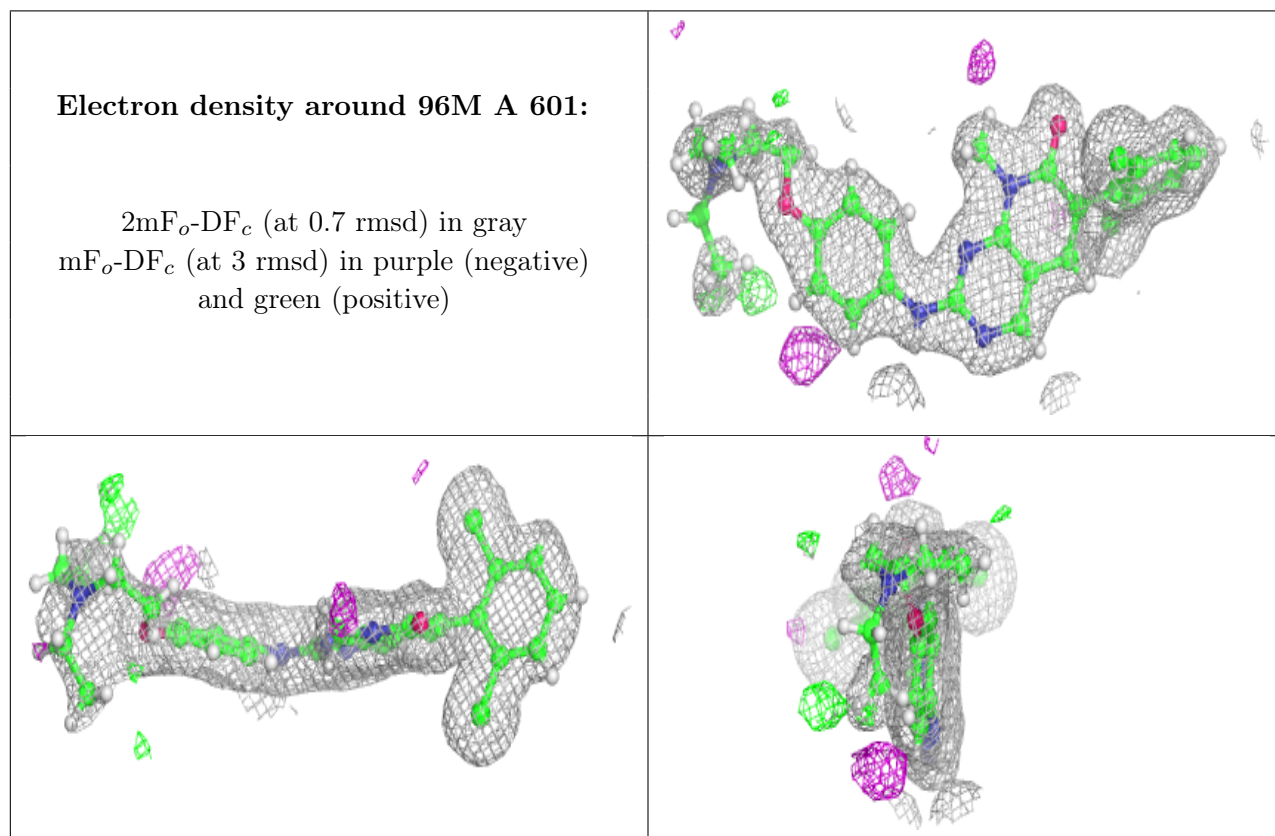 Electron density around 96M A 601:
2mFo-DFc (at 0.7 rmsd) in gray
mFo-DFc (at 3 rmsd) in purple (negative)
and green (positive)